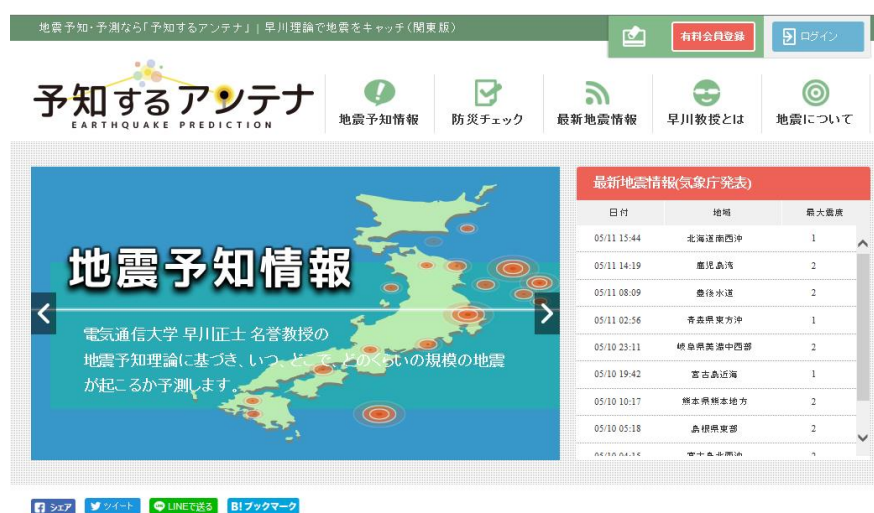 地震予知・予測なら「予知するアンテナ」 | 早川理論で地震をキャッチ(関東版)
有料会員登録
ログイン
予知するアンテナ
EARTHQUAKE PREDICTION
地震予知情報
防災チェック
最新地震情報
早川教授とは
地震について
地震予知情報
電気通信大学 早川正士 名誉教授の
地震予知理論に基づき、いつ、どこで、どのくらいの規模の地震
が起こるか予測します。
最新地震情報(気象庁発表)
日付 地域 最大震度
05/11 15:44 北海道南西沖 1
05/11 14:19 鹿児島湾 2
05/11 08:09 豊後水道 2
05/11 02:56 青森県東方沖 1
05/10 23:11 岐阜県美濃中西部 2
05/10 19:42 宮古島近海 1
05/10 10:17 熊本県熊本地方 2
05/10 05:18 島根県東部 2
05/10 04:15 宮古島北西沖 2
シェア
ツイート
LINEで送る
B!ブックマーク